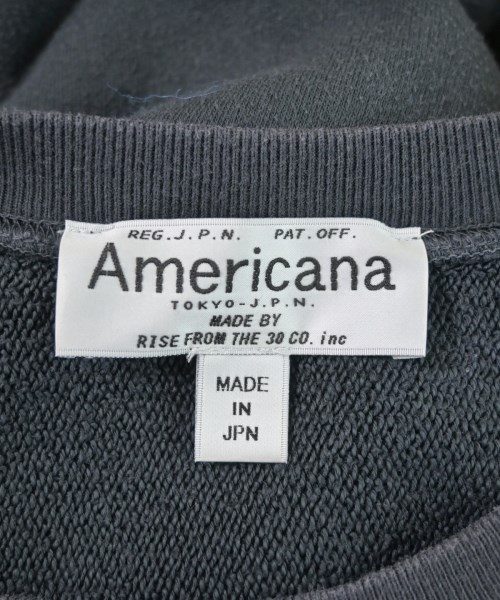 REG.J.P.N. PAT.OFF.
Americana
TOKYO-J.P.N.
MADE BY
RISE FROM THE 30 CO. inc
MADE
IN
JPN